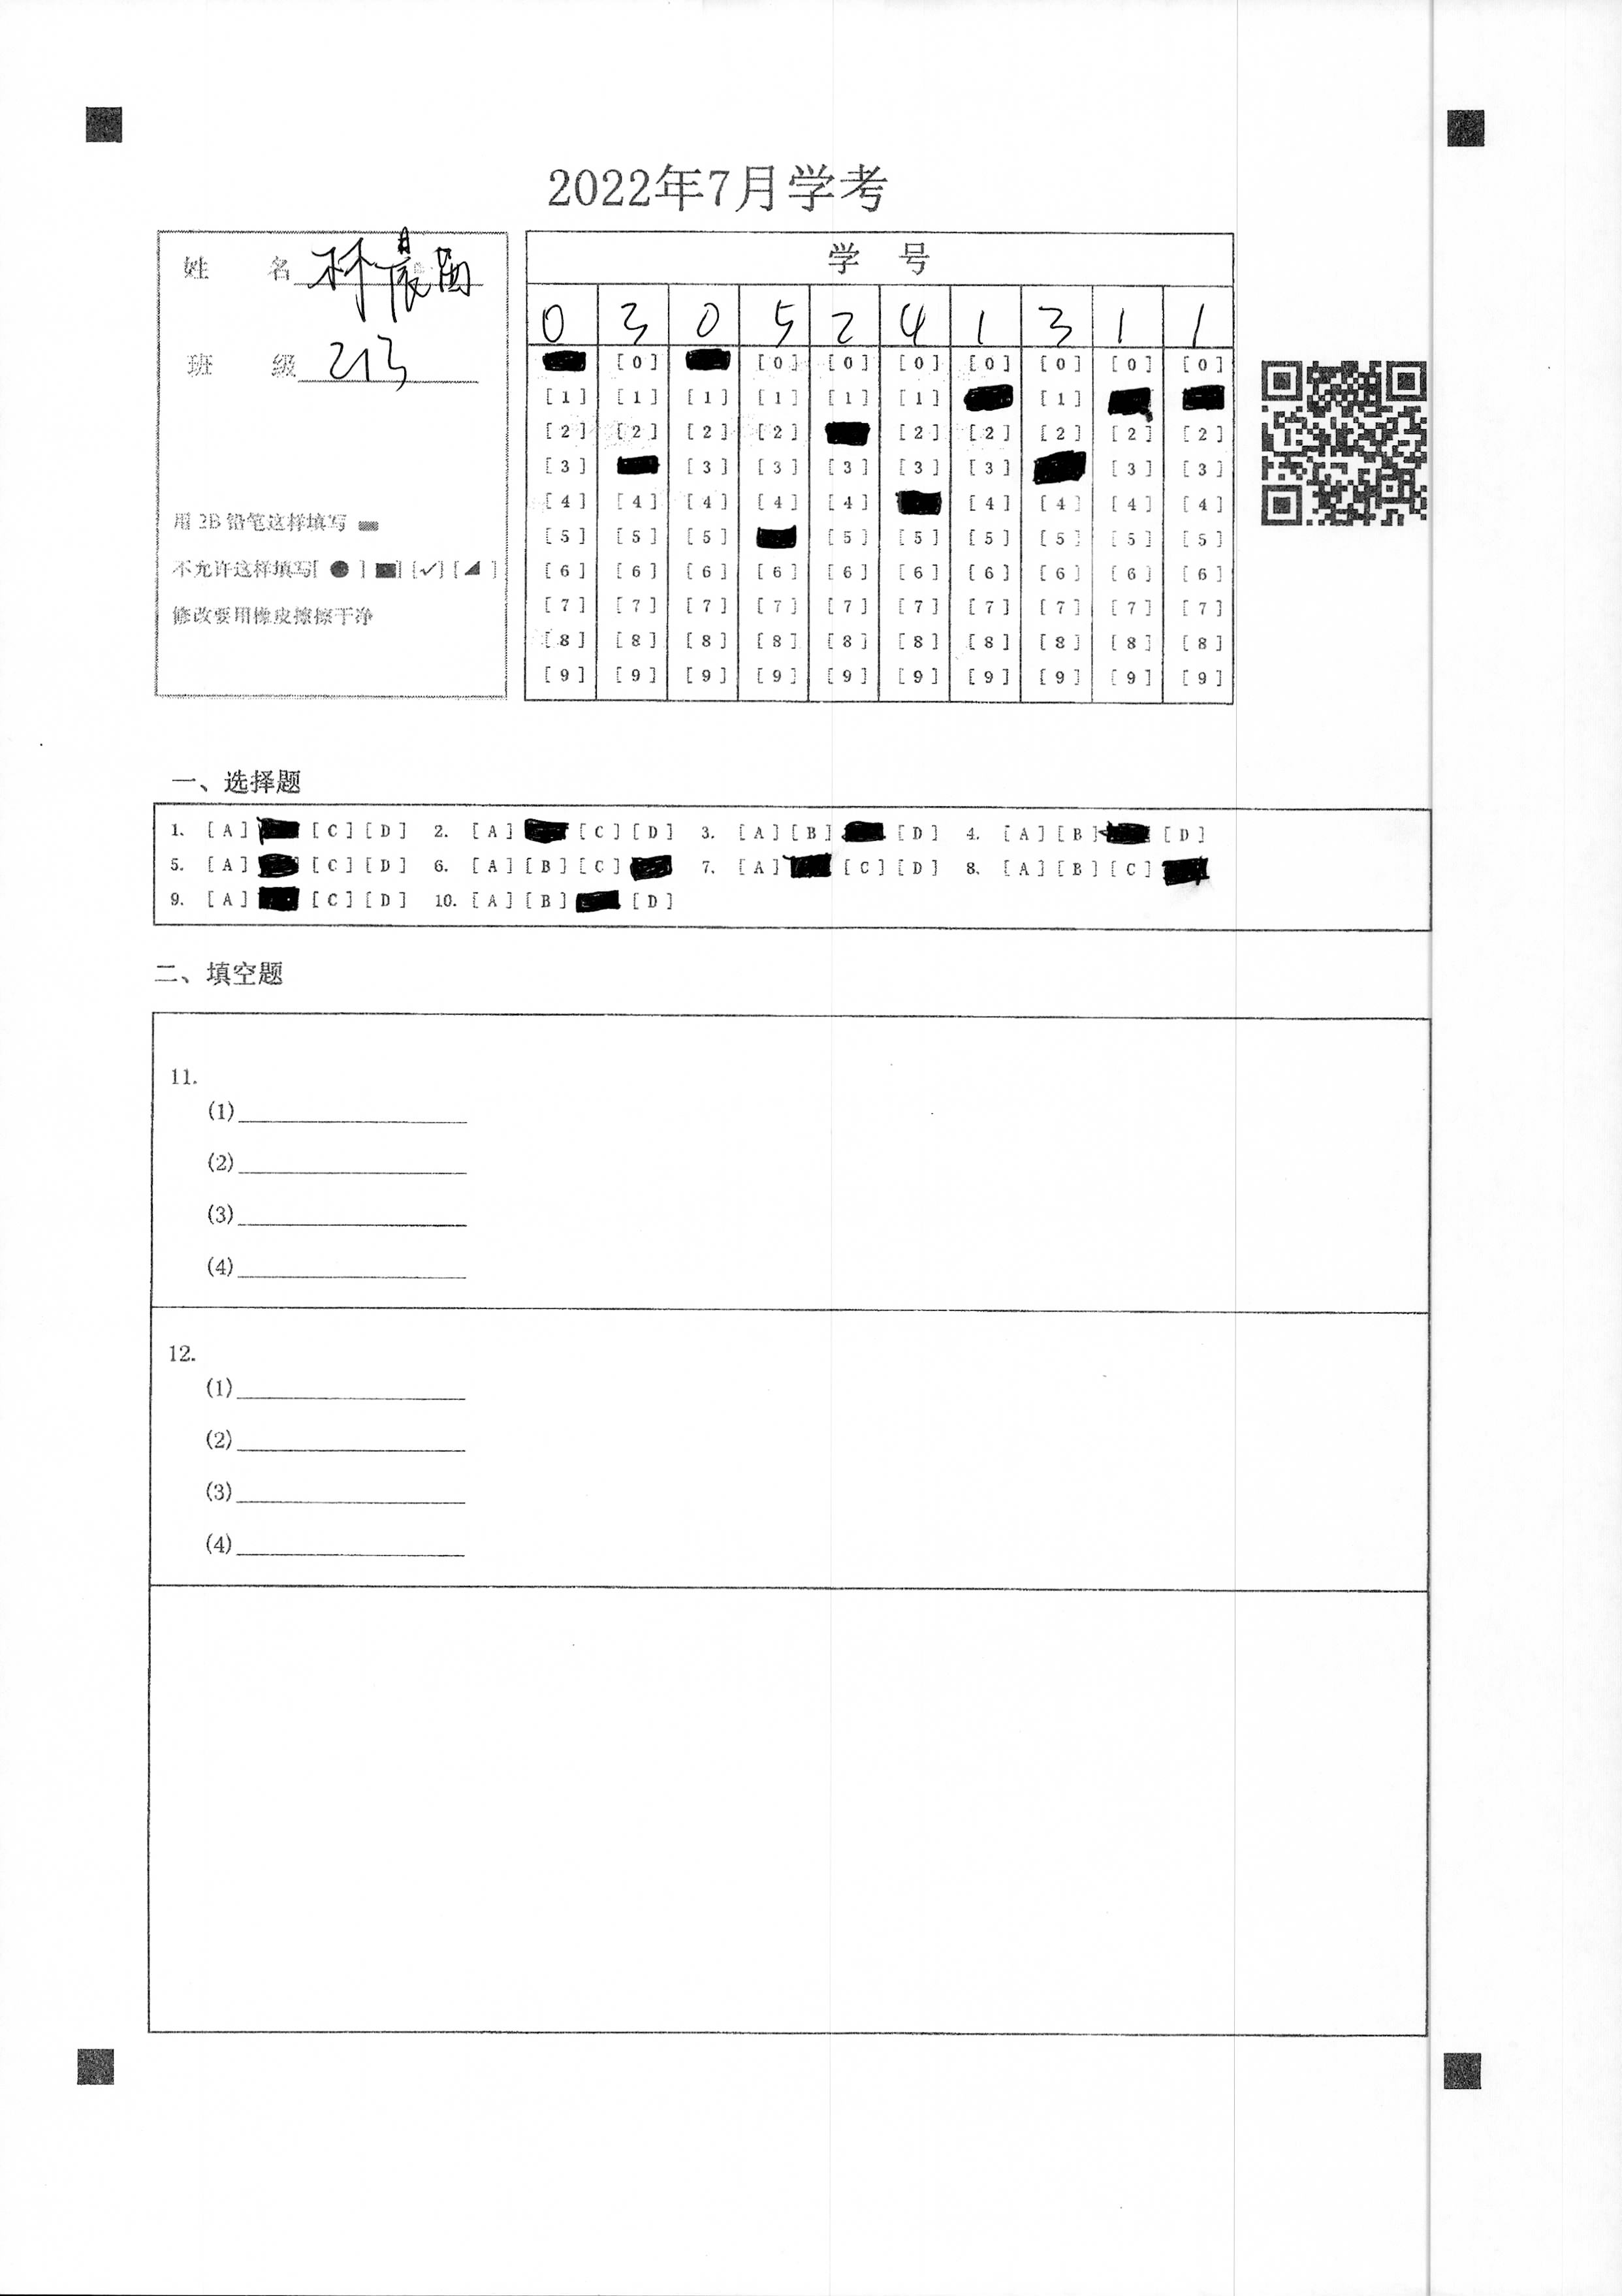 2022年7月学考
姓 名 林晨
班 级 213
用 2B 铅笔这样填写
不允许这样填写[ ● ] [■] [✓] [◢ ]
修改要用橡皮擦擦干净
学 号
0 3 0 5 2 4 1 3 1 1
[0] [0] [0] [0] [0] [0] [0] [0]
[1] [1] [1] [1] [1] [1] [1]
[2] [2] [2] [2] [2] [2] [2] [2] [2]
[3] [3] [3] [3] [3] [3] [3] [3]
[4] [4] [4] [4] [4] [4] [4] [4] [4]
[5] [5] [5] [5] [5] [5] [5] [5] [5]
[6] [6] [6] [6] [6] [6] [6] [6] [6] [6]
[7] [7] [7] [7] [7] [7] [7] [7] [7] [7]
[8] [8] [8] [8] [8] [8] [8] [8] [8] [8]
[9] [9] [9] [9] [9] [9] [9] [9] [9] [9]
一、选择题
1. [A] [C] [D] 2. [A] [C] [D] 3. [A] [B] [D] 4. [A] [B] [D]
5. [A] [C] [D] 6. [A] [B] [C] 7. [A] [C] [D] 8. [A] [B] [C]
9. [A] [C] [D] 10. [A] [B] [D]
二、填空题
11.
(1)
(2)
(3)
(4)
12.
(1)
(2)
(3)
(4)